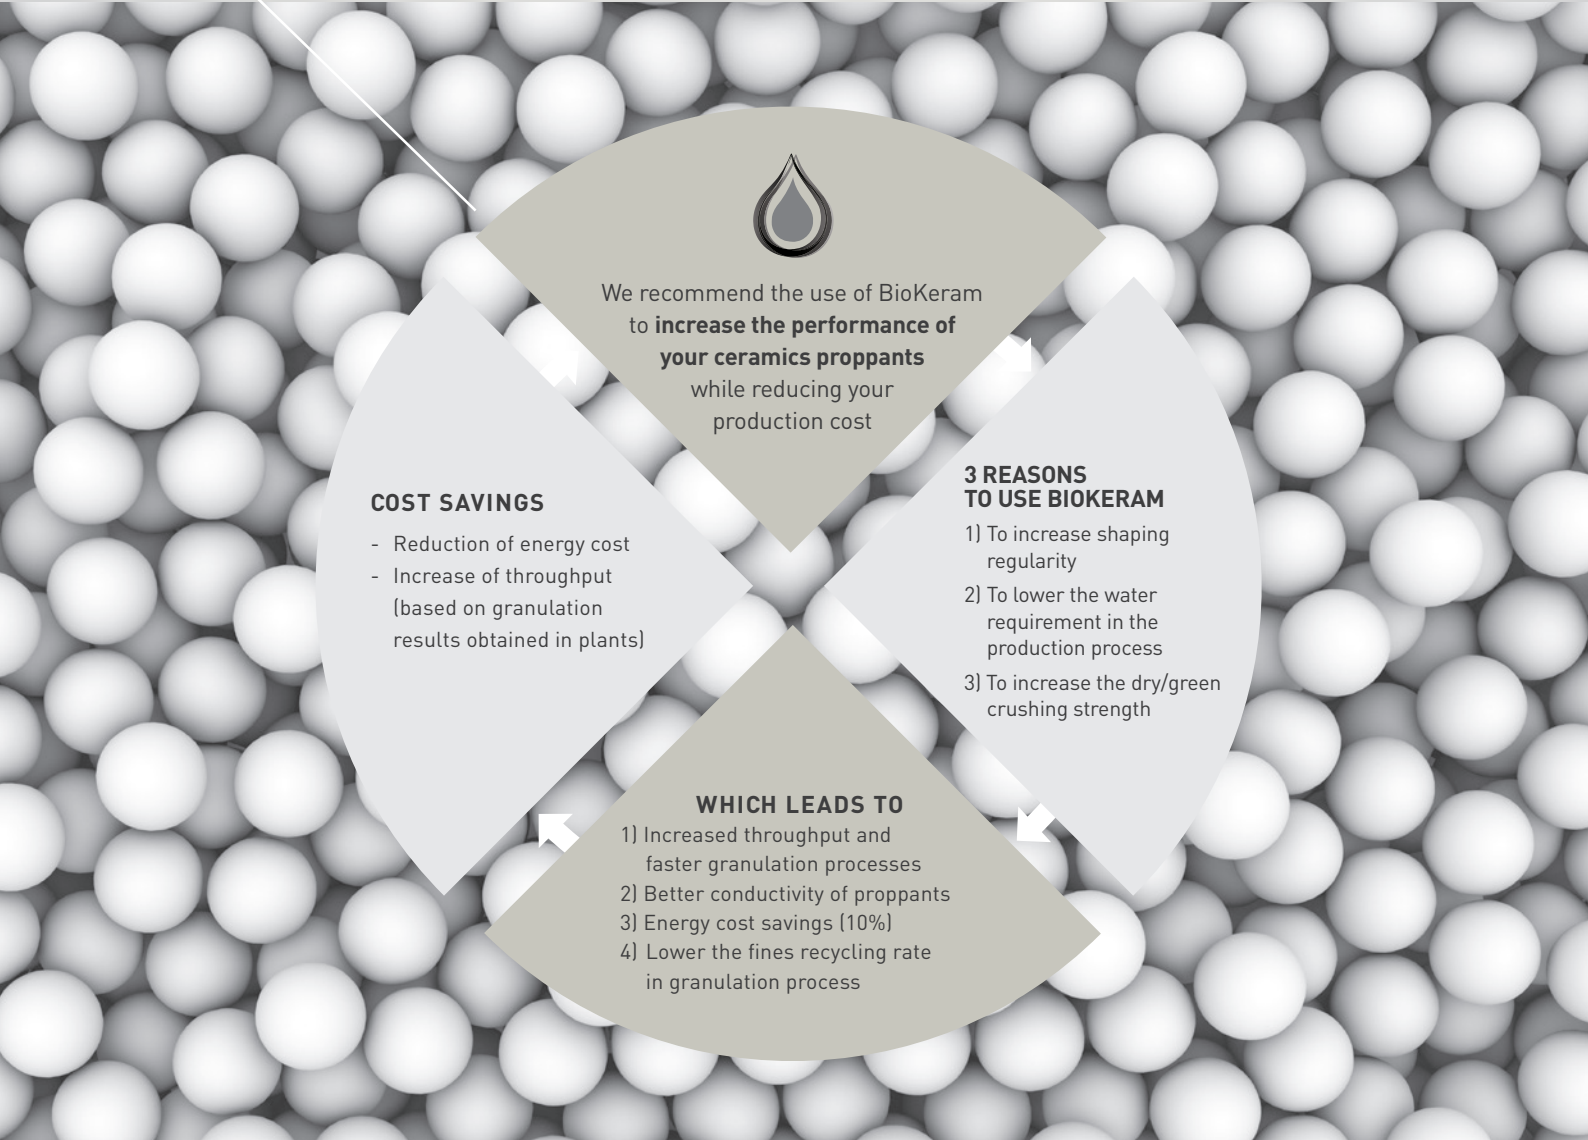 We recommend the use of BioKeram
to increase the performance of
your ceramics proppants
while reducing your
production cost
3 REASONS
TO USE BIOKERAM
1) To increase shaping
regularity
2) To lower the water
requirement in the
production process
3) To increase the dry/green
crushing strength
WHICH LEADS TO
1) Increased throughput and
faster granulation processes
2) Better conductivity of proppants
3) Energy cost savings (10%)
4) Lower the fines recycling rate
in granulation process
COST SAVINGS
- Reduction of energy cost
- Increase of throughput
(based on granulation
results obtained in plants)